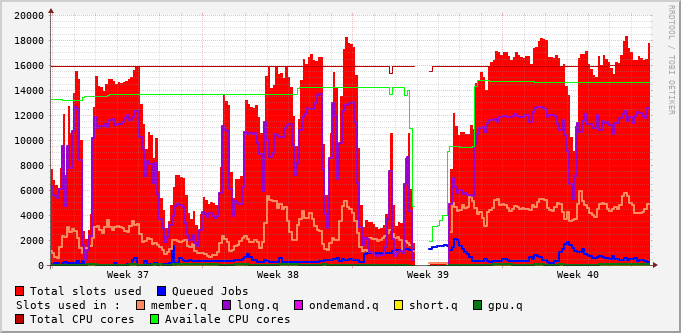 RRDTOOL / TOBI OETIKER
20000
18000
16000
14000
12000
10000
8000
6000
4000
2000
0
Week 37 Week 38 Week 39 Week 40
Total slots used Queued Jobs
Slots used in : member.q long.q ondemand.q short.q gpu.q
Total CPU cores Availale CPU cores